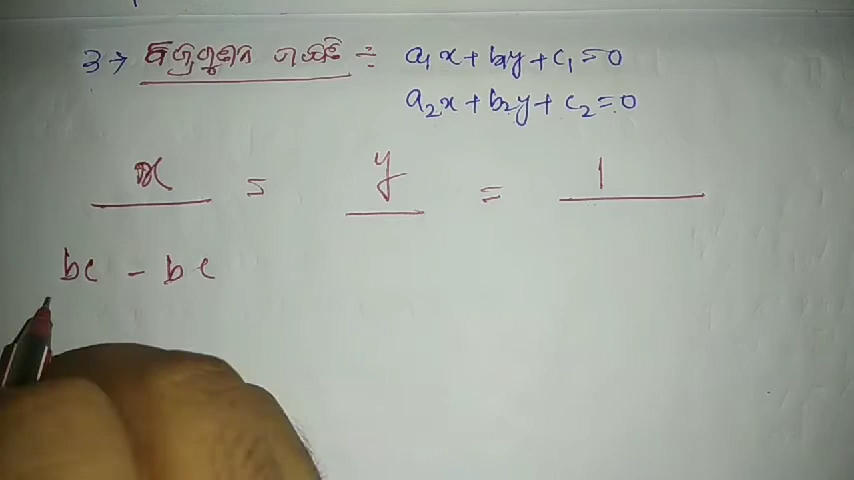 3→ ବଜ୍ରଗୁଣନ ପଦ୍ଧତି ÷ a₁x + b₁y + c₁ = 0
a₂x + b₂y + c₂ = 0
x = y = 1
bc - bc